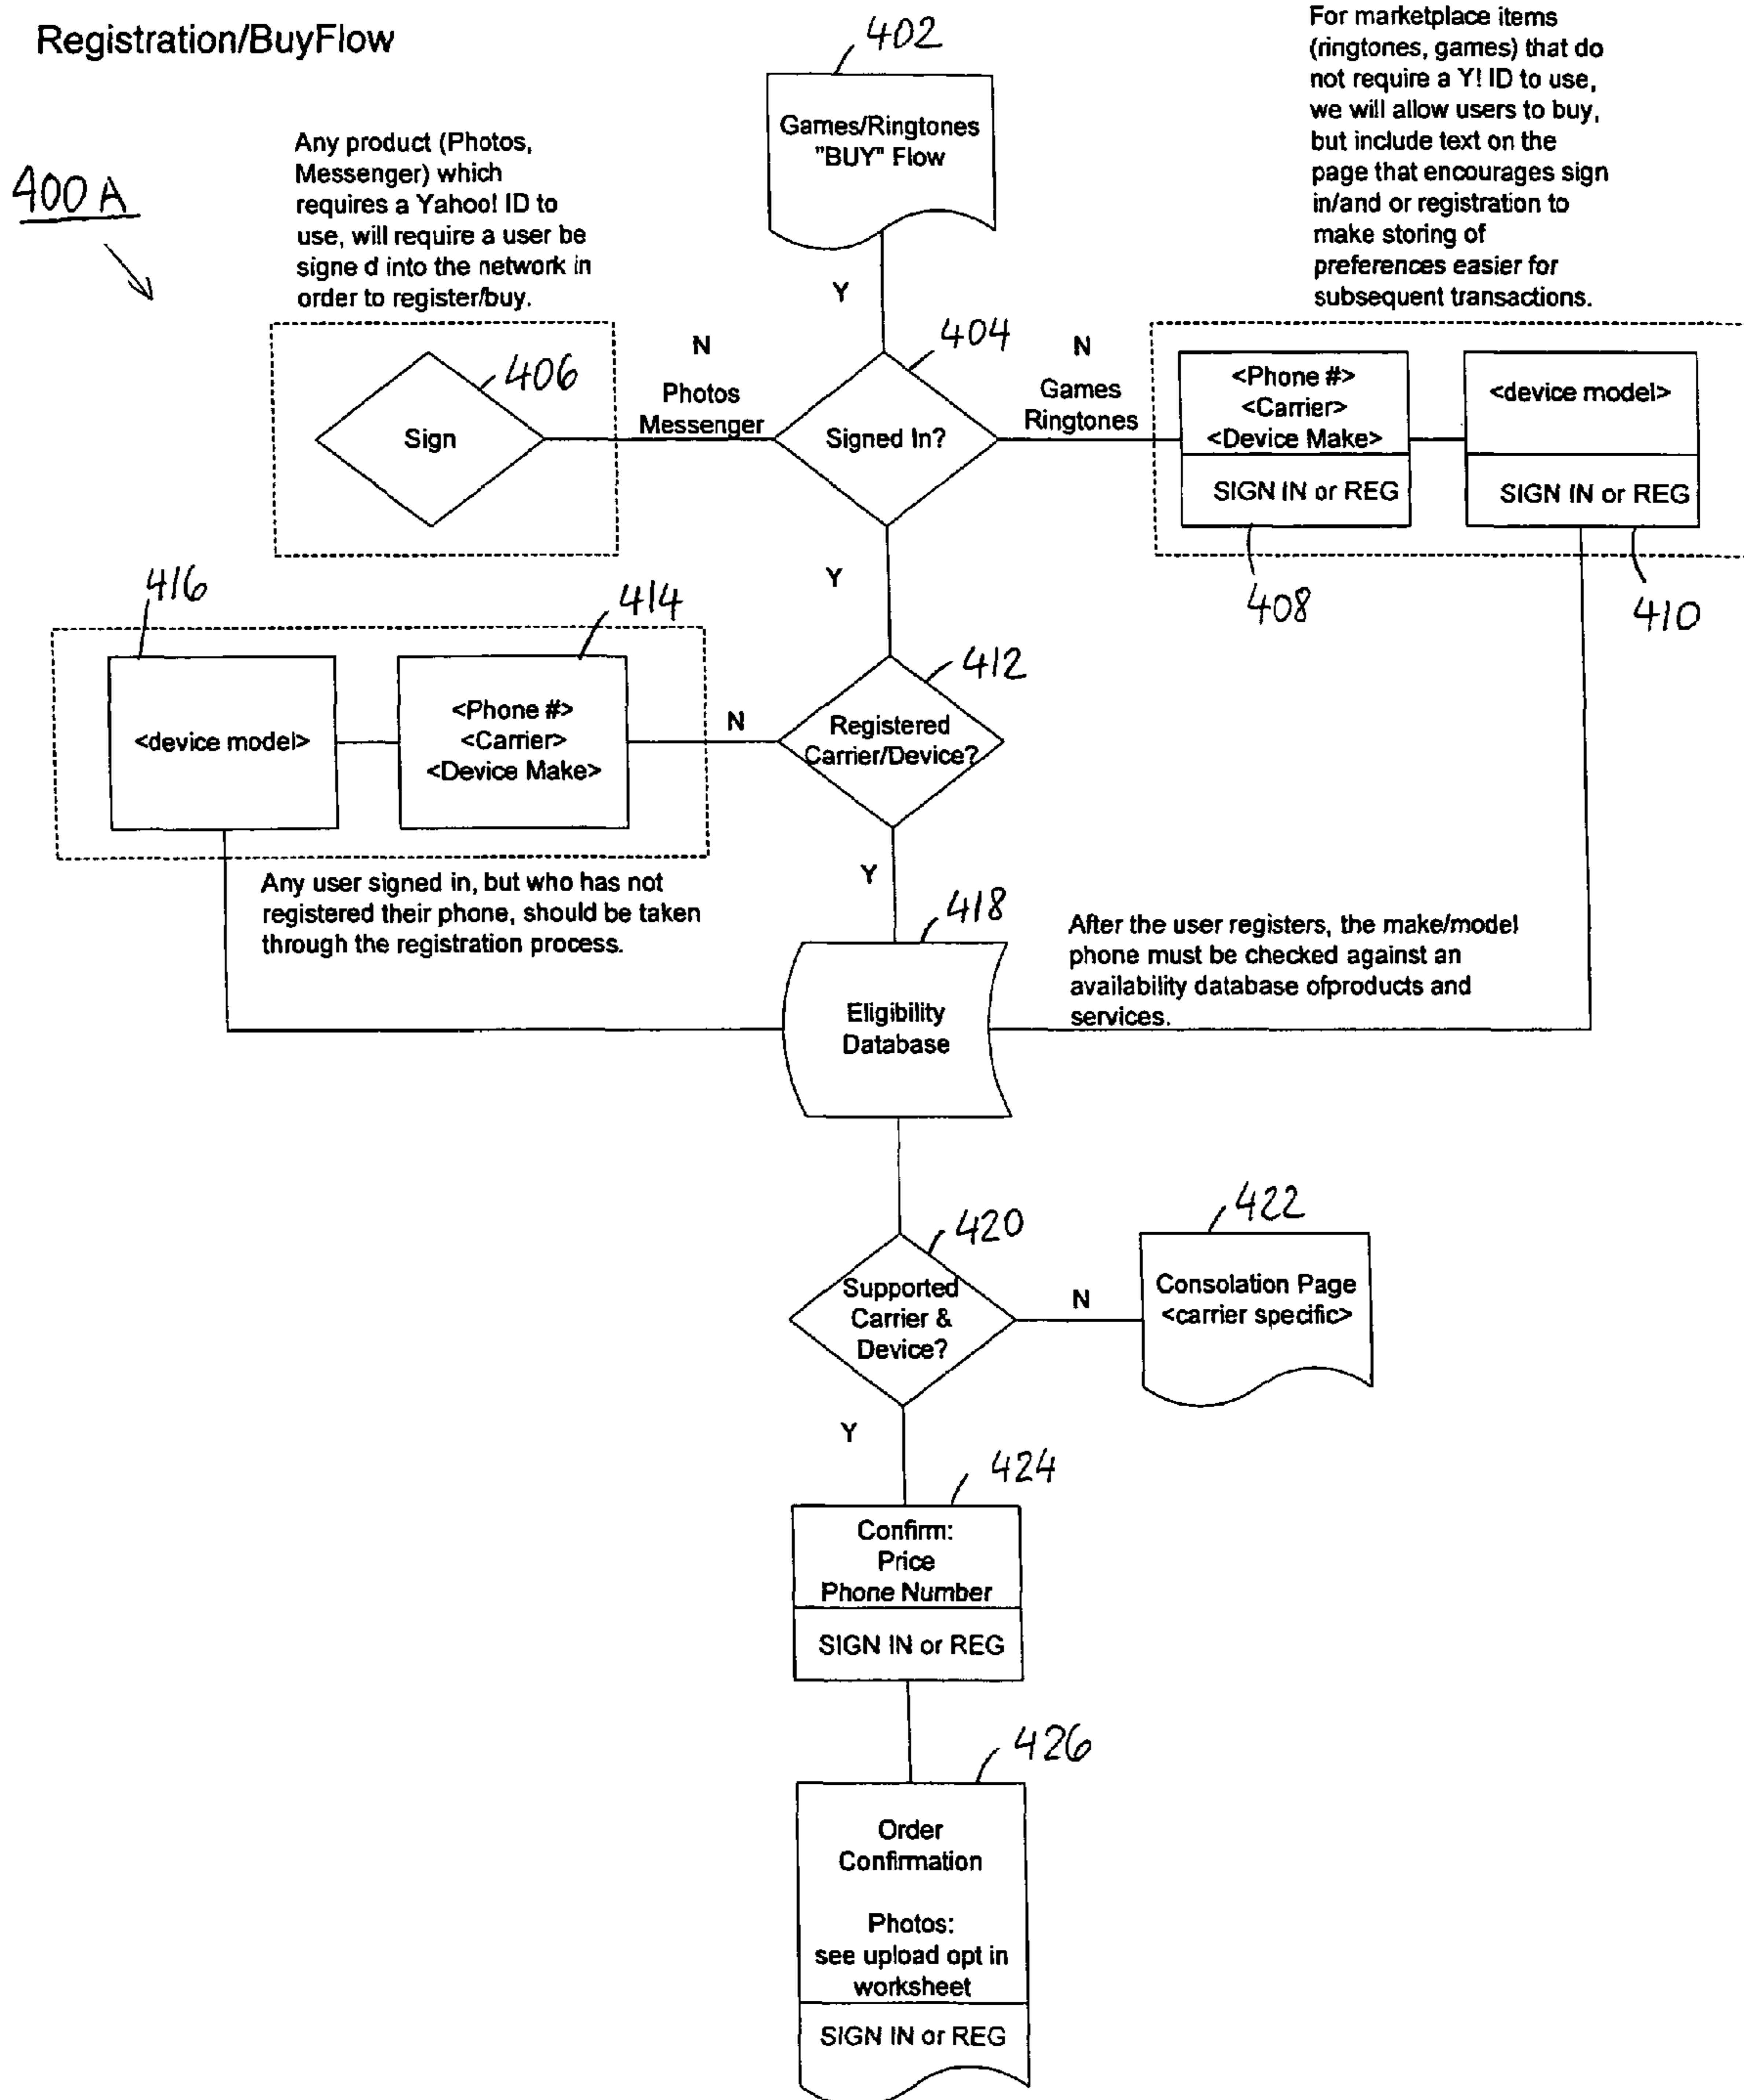 Registration/BuyFlow
402
For marketplace items
(ringtones, games) that do
not require a Y! ID to use,
we will allow users to buy,
but include text on the
page that encourages sign
in/and or registration to
make storing of
preferences easier for
subsequent transactions.
400 A
Any product (Photos,
Messenger) which
requires a Yahoo! ID to
use, will require a user be
signe d into the network in
order to register/buy.
Games/Ringtones
"BUY" Flow
Y
404
406
Sign
N
Photos
Messenger
Signed In?
N
Games
Ringtones
<Phone #>
<Carrier>
<Device Make>
SIGN IN or REG
<device model>
SIGN IN or REG
408
410
Y
416
414
412
<device model>
<Phone #>
<Carrier>
<Device Make>
N
Registered
Carrier/Device?
Any user signed in, but who has not
registered their phone, should be taken
through the registration process.
Y
418
After the user registers, the make/model
phone must be checked against an
availability database ofproducts and
services.
Eligibility
Database
420
422
Supported
Carrier &
Device?
N
Consolation Page
<carrier specific>
Y
424
Confirm:
Price
Phone Number
SIGN IN or REG
426
Order
Confirmation
Photos:
see upload opt in
worksheet
SIGN IN or REG